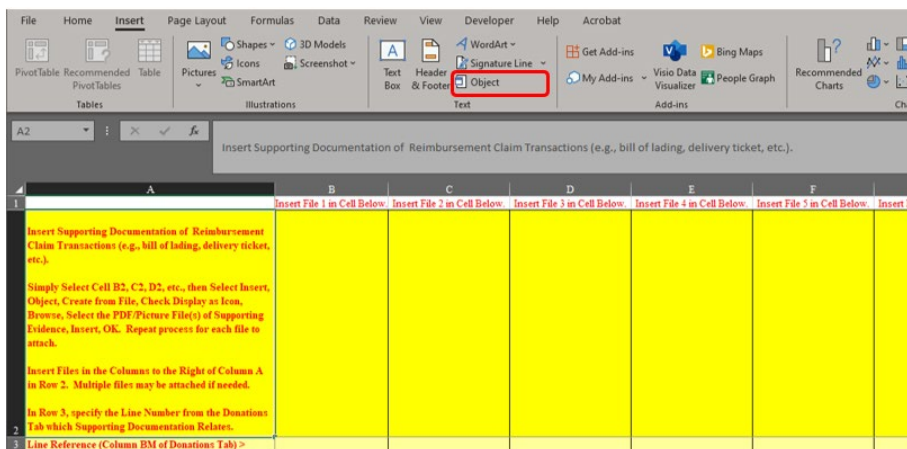 File Home Insert Page Layout Formulas Data Review View Developer Help Acrobat
Shapes 3D Models WordArt
Icons Signature Line Get Add-ins Bing Maps
PivotTable Recommended Table Pictures Screenshot Text Header Object My Add-ins Visio Data People Graph Recommended
PivotTables SmartArt Box & Footer Visualizer Charts
Tables Illustrations Text Add-ins
A2 fx Insert Supporting Documentation of Reimbursement Claim Transactions (e.g., bill of lading, delivery ticket, etc.).
A B C D E F
1 Insert File 1 in Cell Below. Insert File 2 in Cell Below. Insert File 3 in Cell Below. Insert File 4 in Cell Below. Insert File 5 in Cell Below. Insert
Insert Supporting Documentation of Reimbursement
Claim Transactions (e.g., bill of lading, delivery ticket,
etc.).
Simply Select Cell B2, C2, D2, etc., then Select Insert,
Object, Create from File, Check Display as Icon,
Browse, Select the PDF/Picture File(s) of Supporting
Evidence, Insert, OK. Repeat process for each file to
attach.
Insert Files in the Columns to the Right of Column A
in Row 2. Multiple files may be attached if needed.
In Row 3, specify the Line Number from the Donations
2 Tab which Supporting Documentation Relates.
3 Line Reference (Column BM of Donations Tab) >